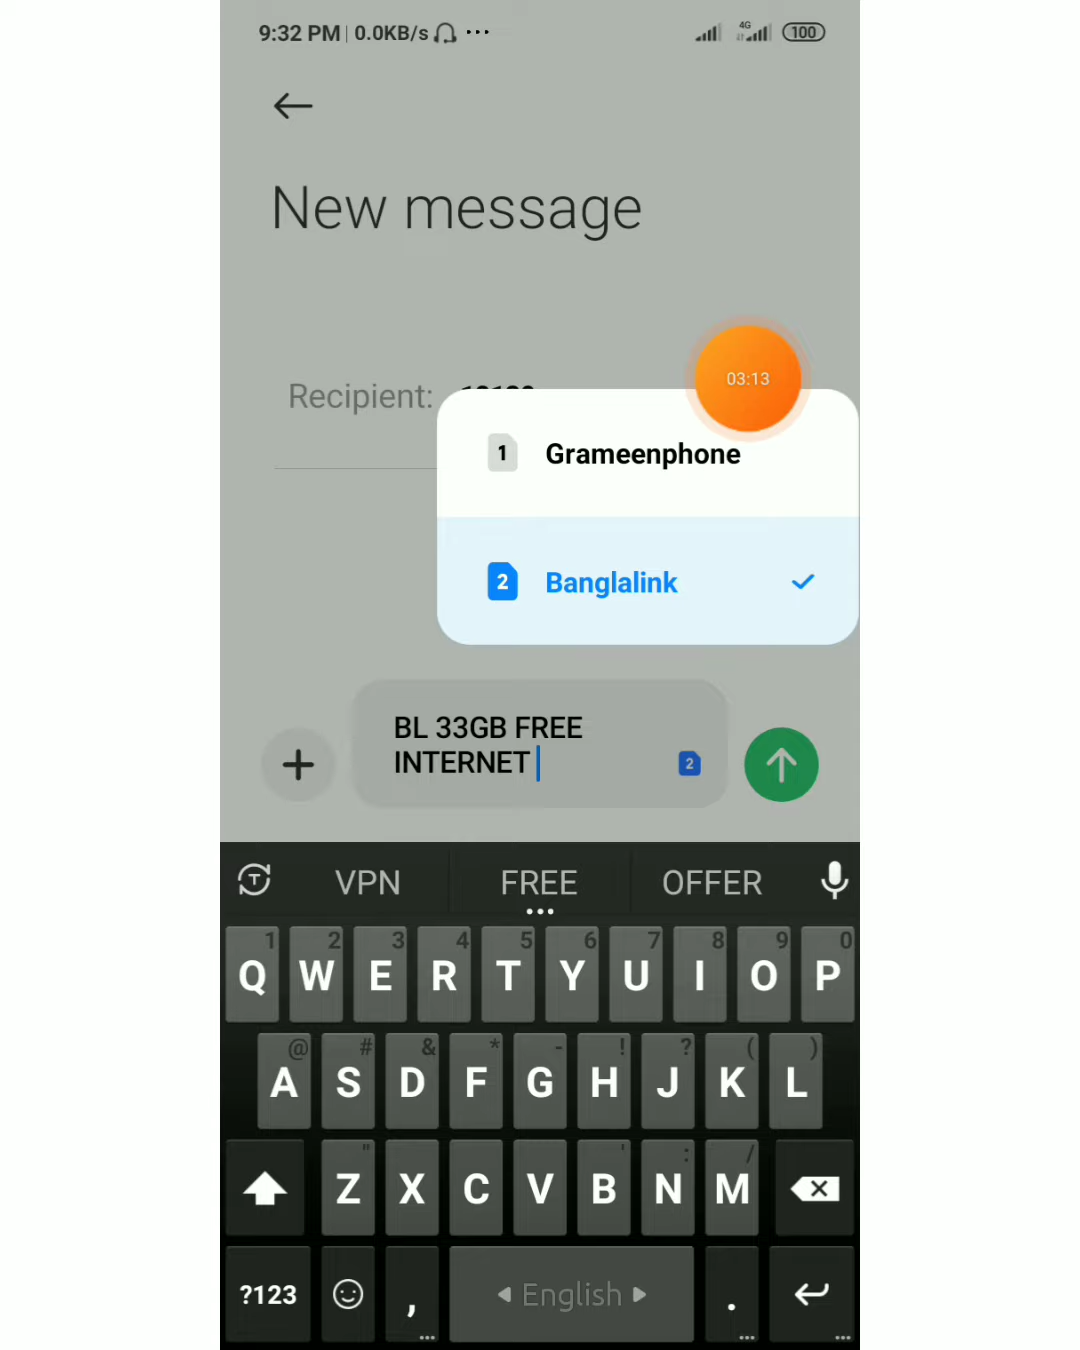 9:32 PM | 0.0KB/s ...
4G
100
New message
03:13
Recipient:
1 Grameenphone
2 Banglalink
BL 33GB FREE
INTERNET
2
VPN FREE OFFER
1 2 3 4 5 6 7 8 9 0
Q W E R T Y U I O P
@ # & * - ! ? ( )
A S D F G H J K L
" ' : /
Z X C V B N M
?123 , English .